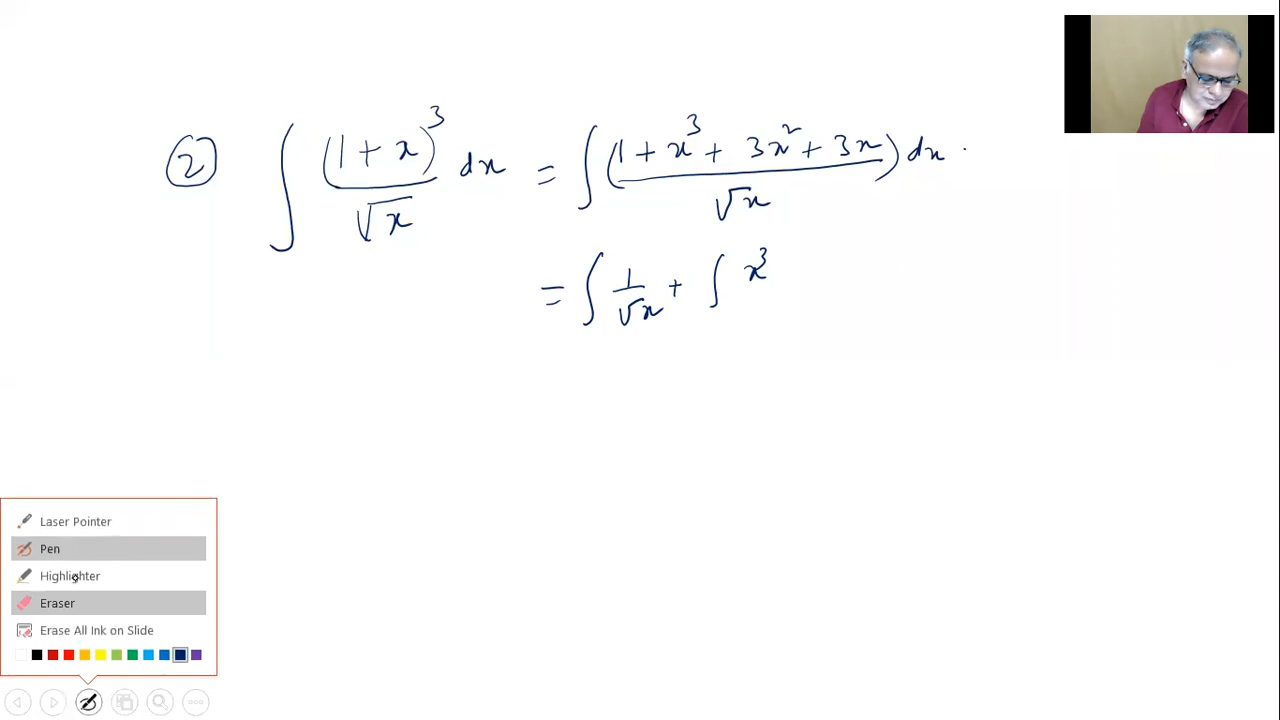 ② ∫ (1 + x)³ / √x dx = ∫ (1 + x³ + 3x² + 3x) / √x dx .
= ∫ 1/√x + ∫ x³
Laser Pointer
Pen
Highlighter
Eraser
Erase All Ink on Slide